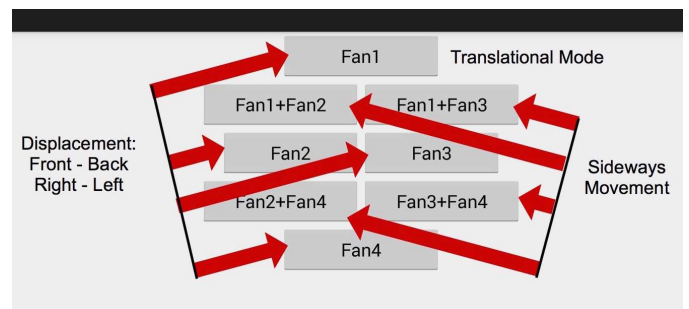 Fan1
Translational Mode
Fan1+Fan2
Fan1+Fan3
Displacement:
Front - Back
Right - Left
Fan2
Fan3
Sideways
Movement
Fan2+Fan4
Fan3+Fan4
Fan4